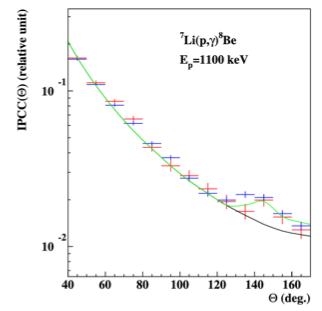 ⁷Li(p,γ)⁸Be
Eₚ=1100 keV
IPCC(Θ) (relative unit)
10⁻¹
10⁻²
40 60 80 100 120 140 160
Θ (deg.)